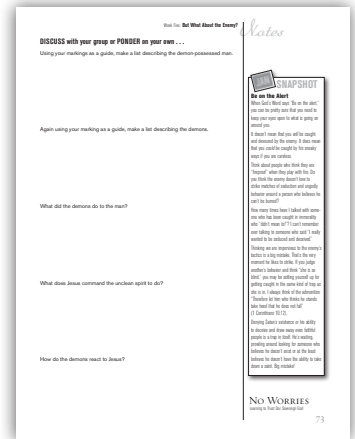 Week Two: But What About the Enemy?
Notes
DISCUSS with your group or PONDER on your own . . .
Using your markings as a guide, make a list describing the demon-possessed man.
Again using your marking as a guide, make a list describing the demons.
What did the demons do to the man?
What does Jesus command the unclean spirit to do?
How do the demons react to Jesus?
SNAPSHOT
Be on the Alert
When God's Word says "Be on the alert,"
you can be pretty sure that you need to
keep your eyes open to what is going on
around you.
It doesn't mean that you will be caught
and devoured by the enemy. It does mean
that you could be caught by his sneaky
ways if you are careless.
Think about people who think they are
"fireproof" when they play with fire. Do
you think the enemy doesn't love to
strike matches of seduction and ungodly
behavior around a person who believes he
can't be burned?
How many times have I talked with some-
one who has been caught in immorality
who "didn't mean to"? I can't remember
ever talking to someone who said "I really
wanted to be seduced and deceived."
Thinking we are impervious to the enemy's
tactics is a big mistake. That's the very
moment he likes to strike. If you judge
another's behavior and think "she is so
blind," you may be setting yourself up for
getting caught in the same kind of trap as
she is in. I always think of the admonition
"Therefore let him who thinks he stands
take heed that he does not fall"
(1 Corinthians 10:12).
Denying Satan's existence or the ability
to deceive and draw away even faithful
people is a trap in itself. He's waiting,
prowling around looking for someone who
believes he doesn't exist or at the least
believes he doesn't have the ability to take
down a saint. Big mistake!
NO WORRIES
Learning to Trust Our Sovereign God
73